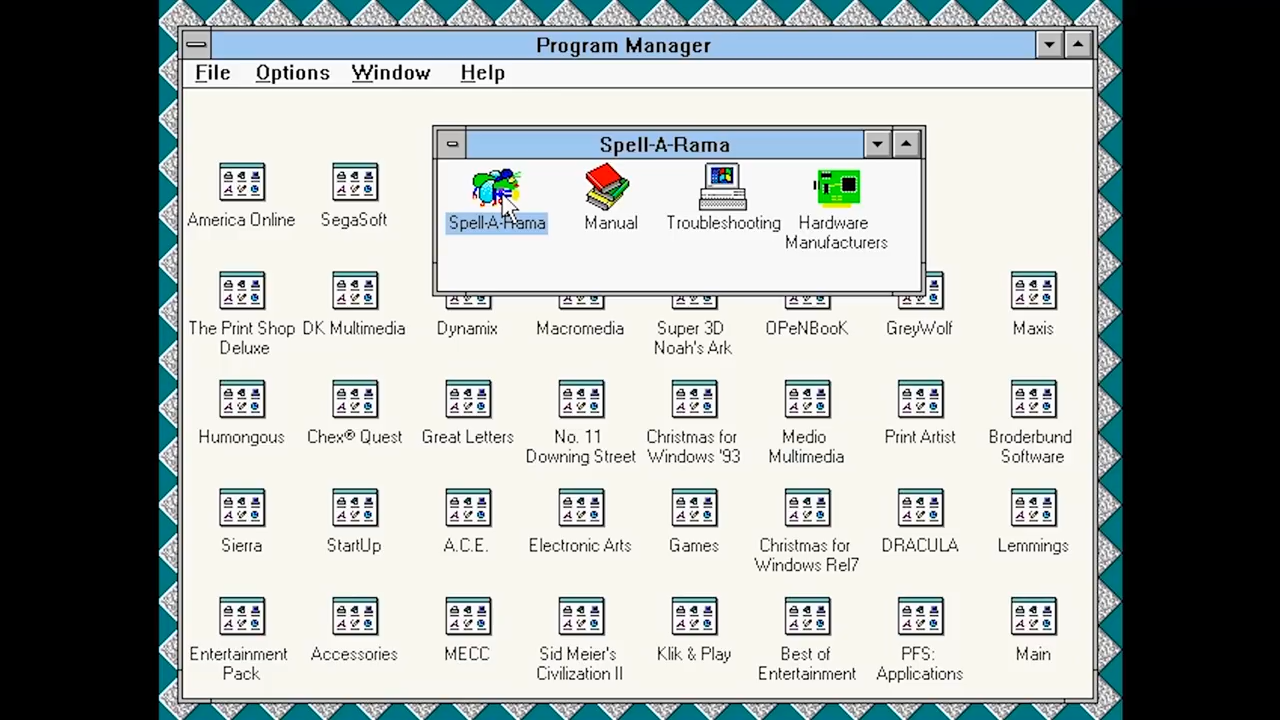 Program Manager
File Options Window Help
Spell-A-Rama
Spell-A-Rama Manual Troubleshooting Hardware
Manufacturers
America Online SegaSoft
The Print Shop DK Multimedia Dynamix Macromedia Super 3D OPeNBooK GreyWolf Maxis
Deluxe Noah's Ark
Humongous Chex® Quest Great Letters No. 11 Christmas for Medio Print Artist Broderbund
Downing Street Windows '93 Multimedia Software
Sierra StartUp A.C.E. Electronic Arts Games Christmas for DRACULA Lemmings
Windows Rel7
Entertainment Accessories MECC Sid Meier's Klik & Play Best of PFS: Main
Pack Civilization II Entertainment Applications